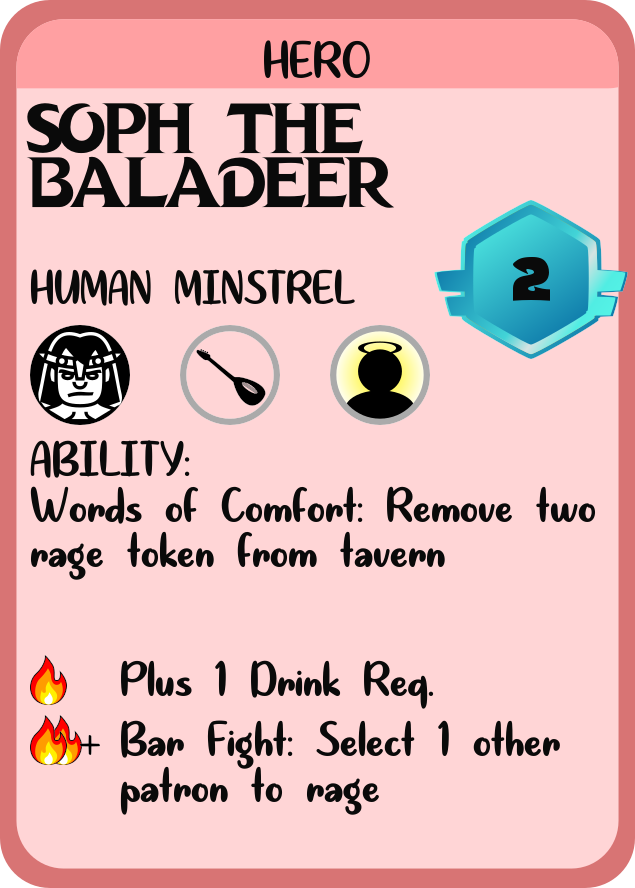 HERO
SOPH THE
BALADEER
HUMAN MINSTREL
2
ABILITY:
Words of Comfort: Remove two
rage token from tavern
Plus 1 Drink Req.
+ Bar Fight: Select 1 other
patron to rage